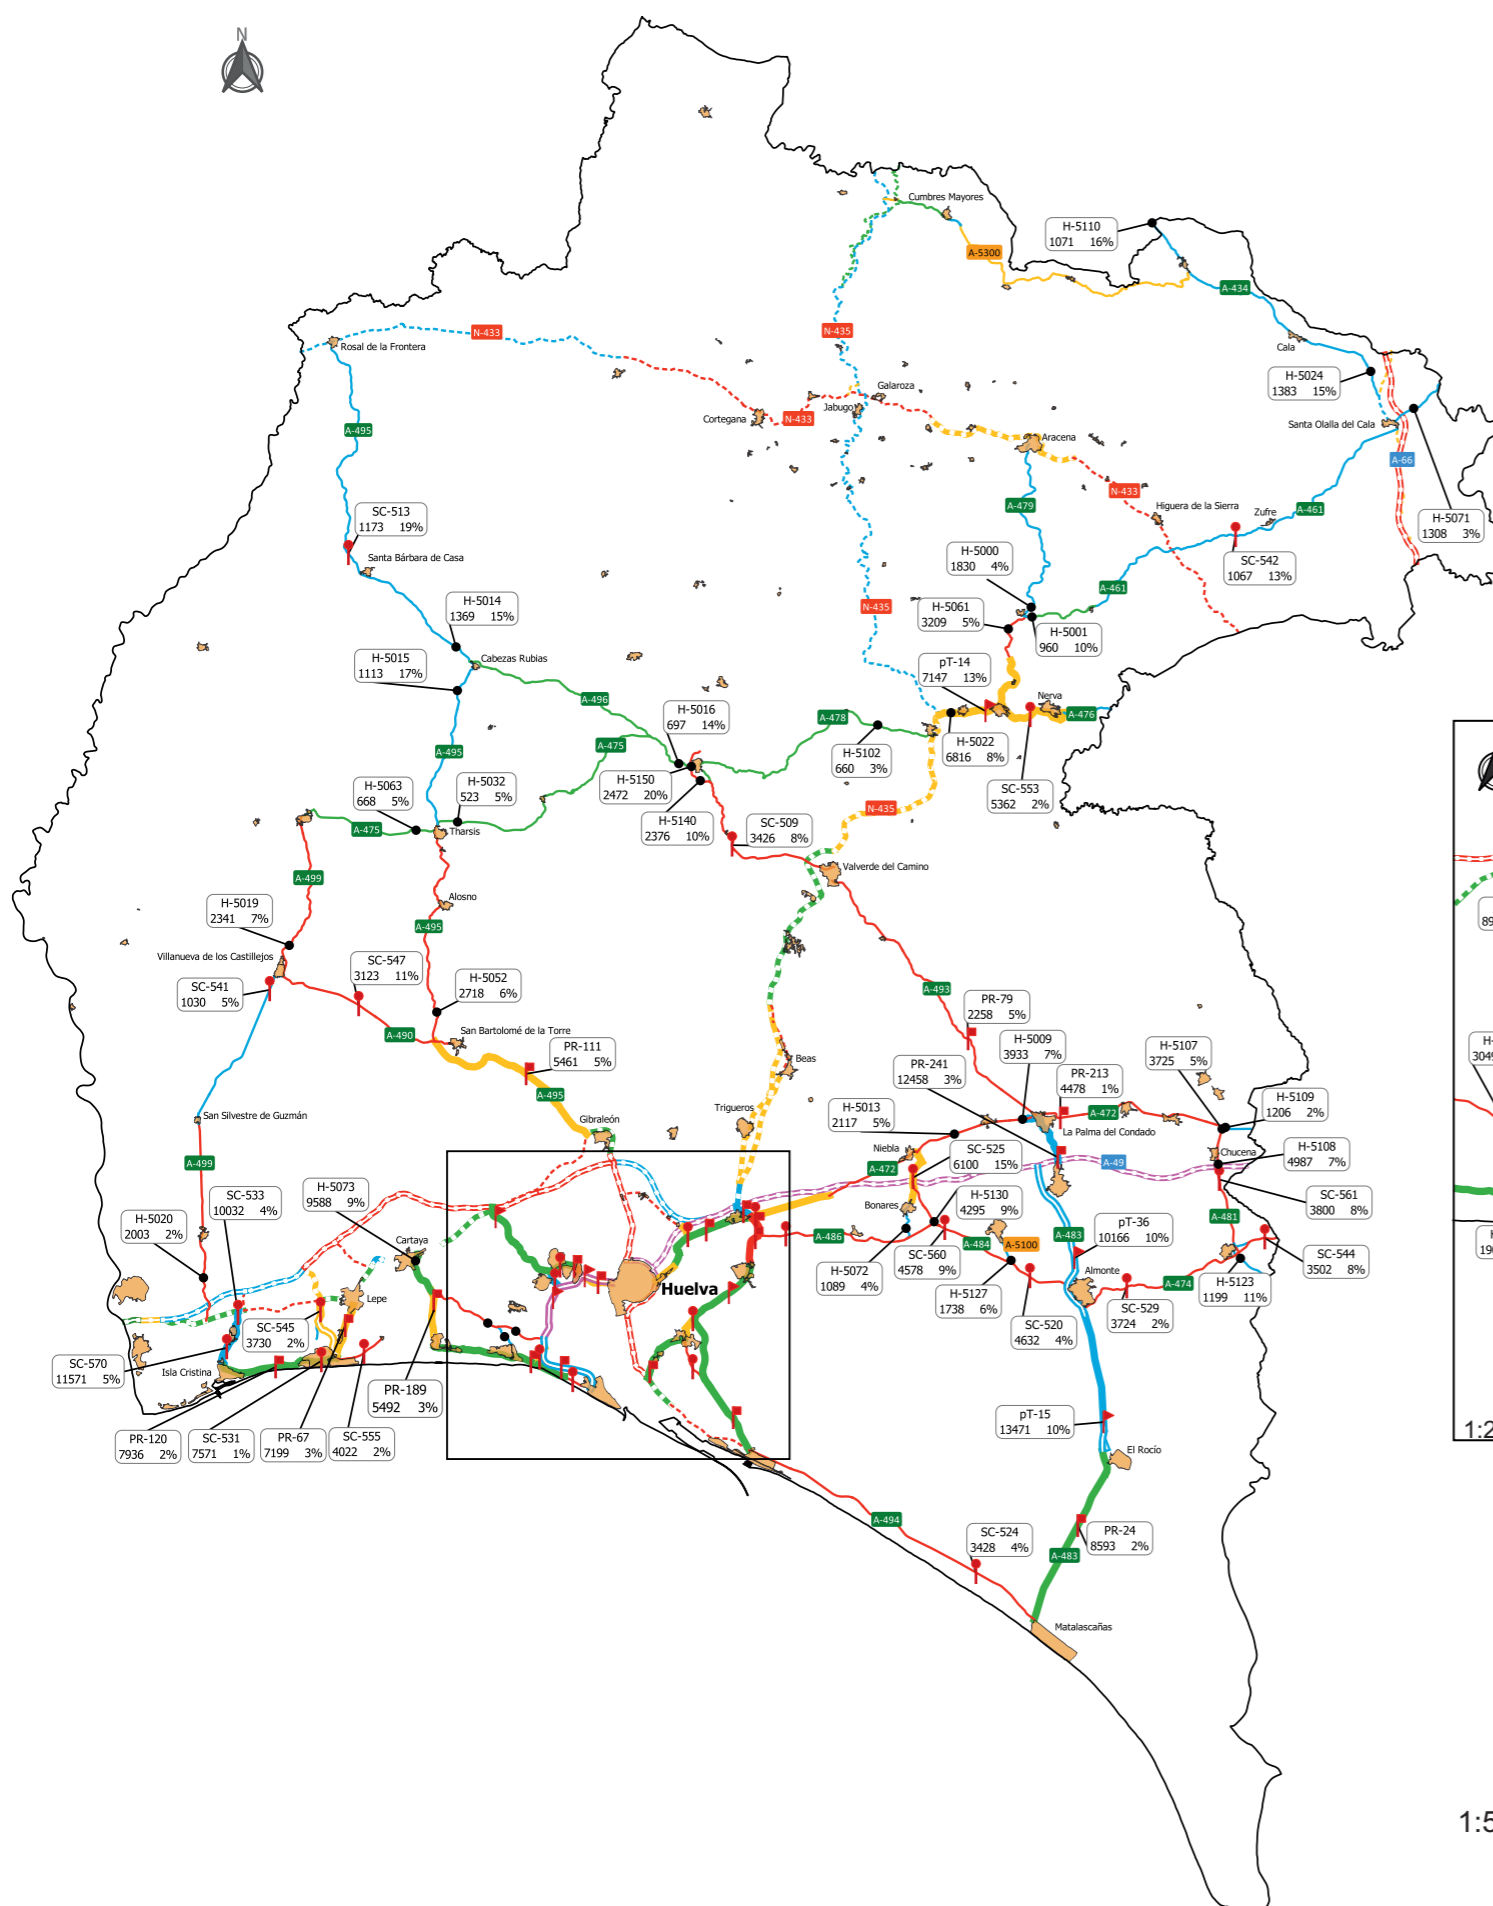 N
Cumbres Mayores
H-5110
1071 16%
A-5300
A-434
N-433
N-435
Rosal de la Frontera
Cala
H-5024
1383 15%
Galaroza
Jabugo
Cortegana
N-433
Santa Olalla del Cala
A-495
Aracena
A-66
N-433
A-479
Higuera de la Sierra
Zufre
A-461
SC-513
1173 19%
H-5071
1308 3%
H-5000
1830 4%
SC-542
1067 13%
Santa Bárbara de Casa
A-461
H-5014
1369 15%
N-435
H-5061
3209 5%
H-5001
960 10%
H-5015
1113 17%
Cabezas Rubias
pT-14
7147 13%
A-496
Nerva
H-5016
697 14%
A-478
A-476
A-475
A-495
H-5102
660 3%
H-5022
6816 8%
H-5063
668 5%
H-5032
523 5%
H-5150
2472 20%
SC-553
5362 2%
N-435
H-5140
2376 10%
SC-509
3426 8%
A-475
Tharsis
Valverde del Camino
A-499
Alosno
H-5019
2341 7%
A-495
Villanueva de los Castillejos
SC-547
3123 11%
SC-541
1030 5%
H-5052
2718 6%
A-493
PR-79
2258 5%
A-490
San Bartolomé de la Torre
H-5009
3933 7%
H-5107
3725 5%
H-
PR-111
5461 5%
Beas
PR-241
12458 3%
PR-213
4478 1%
A-495
H-5109
1206 2%
San Silvestre de Guzmán
Gibraleón
Trigueros
H-5013
2117 5%
A-472
La Palma del Condado
Niebla
Chucena
H-5108
4987 7%
A-499
A-472
SC-525
6100 15%
A-49
H-5073
9588 9%
SC-533
10032 4%
H-5130
4295 9%
SC-561
3800 8%
Bonares
H-5020
2003 2%
A-481
pT-36
10166 10%
Cartaya
A-486
A-483
A-484
A-5100
SC-560
4578 9%
SC-544
3502 8%
H-5072
1089 4%
Almonte
A-474
H-5123
1199 11%
Huelva
H-5127
1738 6%
Lepe
SC-529
3724 2%
SC-545
3730 2%
SC-520
4632 4%
SC-570
11571 5%
Isla Cristina
PR-189
5492 3%
pT-15
13471 10%
PR-120
7936 2%
SC-531
7571 1%
PR-67
7199 3%
SC-555
4022 2%
El Rocío
A-494
SC-524
3428 4%
PR-24
8593 2%
A-483
Matalascañas